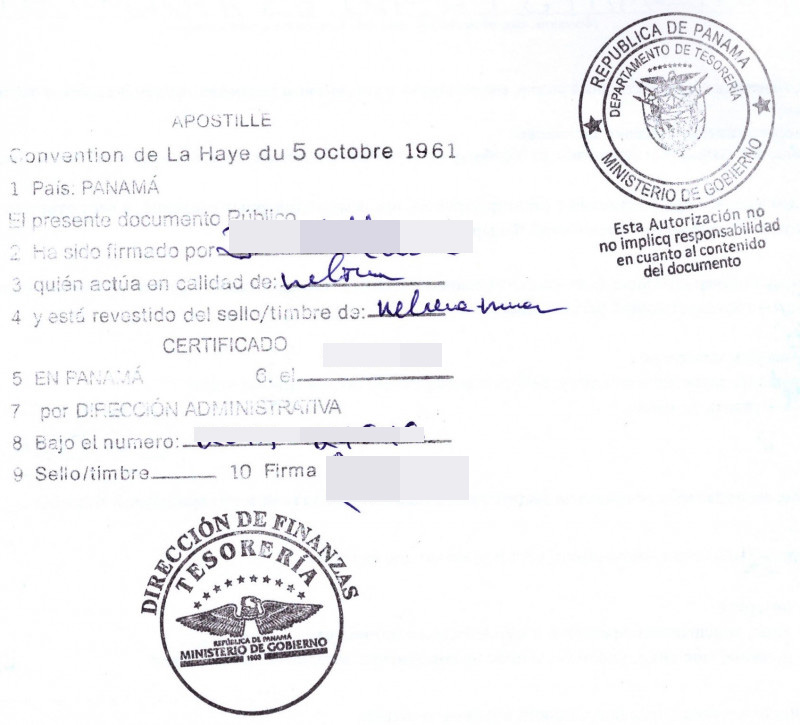 APOSTILLE
Convention de La Haye du 5 octobre 1961
1 País: PANAMÁ
El presente documento Público
2 Ha sido firmado por
3 quién actúa en calidad de:
4 y está revestido del sello/timbre de:
CERTIFICADO
5 EN PANAMÁ 6. el
7 por DIRECCIÓN ADMINISTRATIVA
8 Bajo el numero:
9 Sello/timbre 10 Firma
REPUBLICA DE PANAMA
DEPARTAMENTO DE TESORERÍA
MINISTERIO DE GOBIERNO
Esta Autorización no
no implicq responsabilidad
en cuanto al contenido
del documento
DIRECCIÓN DE FINANZAS
TESORERÍA
REPÚBLICA DE PANAMÁ
MINISTERIO DE GOBIERNO
1903